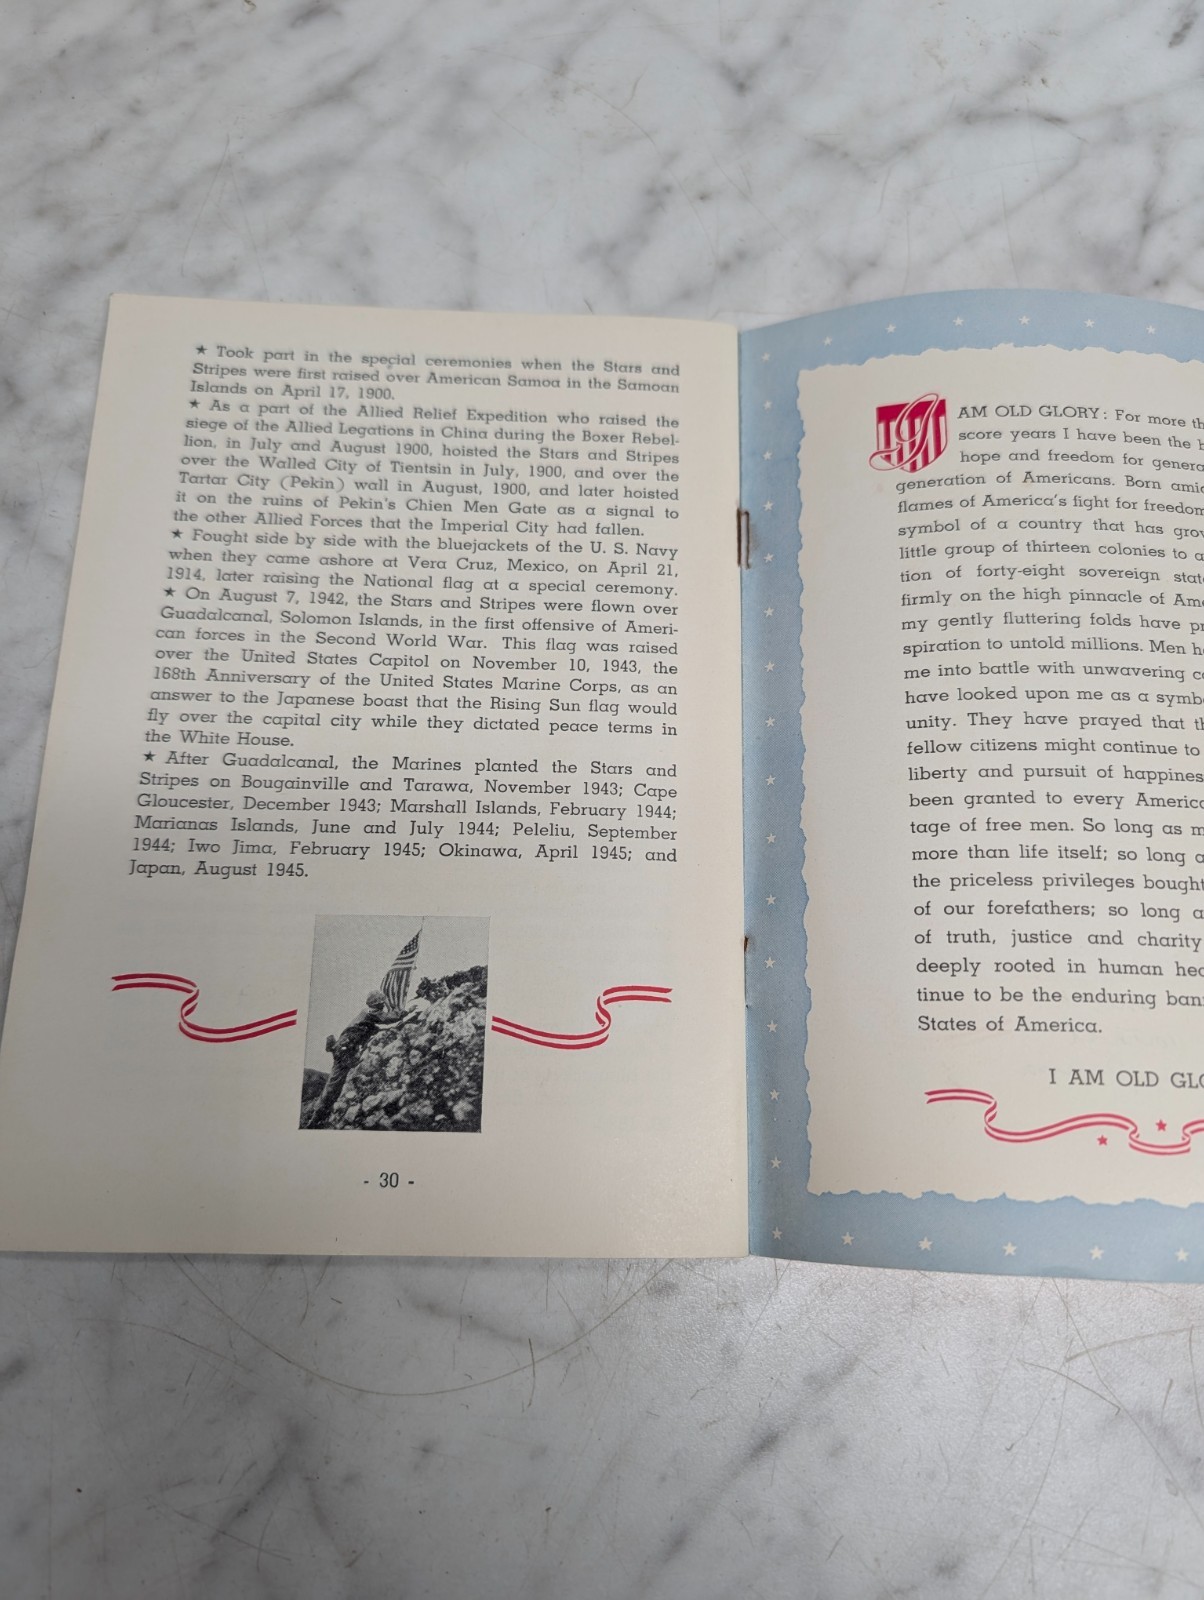 ★ Took part in the special ceremonies when the Stars and
Stripes were first raised over American Samoa in the Samoan
Islands on April 17, 1900.
★ As a part of the Allied Relief Expedition who raised the
siege of the Allied Legations in China during the Boxer Rebel-
lion, in July and August 1900, hoisted the Stars and Stripes
over the Walled City of Tientsin in July, 1900, and over the
Tartar City (Pekin) wall in August, 1900, and later hoisted
it on the ruins of Pekin's Chien Men Gate as a signal to
the other Allied Forces that the Imperial City had fallen.
★ Fought side by side with the bluejackets of the U. S. Navy
when they came ashore at Vera Cruz, Mexico, on April 21,
1914, later raising the National flag at a special ceremony.
★ On August 7, 1942, the Stars and Stripes were flown over
Guadalcanal, Solomon Islands, in the first offensive of Ameri-
can forces in the Second World War. This flag was raised
over the United States Capitol on November 10, 1943, the
168th Anniversary of the United States Marine Corps, as an
answer to the Japanese boast that the Rising Sun flag would
fly over the capital city while they dictated peace terms in
the White House.
★ After Guadalcanal, the Marines planted the Stars and
Stripes on Bougainville and Tarawa, November 1943; Cape
Gloucester, December 1943; Marshall Islands, February 1944;
Marianas Islands, June and July 1944; Peleliu, September
1944; Iwo Jima, February 1945; Okinawa, April 1945; and
Japan, August 1945.
- 30 -
I AM OLD GLORY: For more
score years I have been the
hope and freedom for
generation of Americans. Born
flames of America's fight for freedom
symbol of a country that has
little group of thirteen colonies to
tion of forty-eight sovereign
firmly on the high pinnacle of
my gently fluttering folds have
spiration to untold millions. Men
me into battle with unwavering
have looked upon me as a
unity. They have prayed that
fellow citizens might continue to
liberty and pursuit of happiness
been granted to every
tage of free men. So long as
more than life itself; so long
the priceless privileges bought
of our forefathers; so long
of truth, justice and charity
deeply rooted in human
tinue to be the enduring
States of America.
I AM OLD